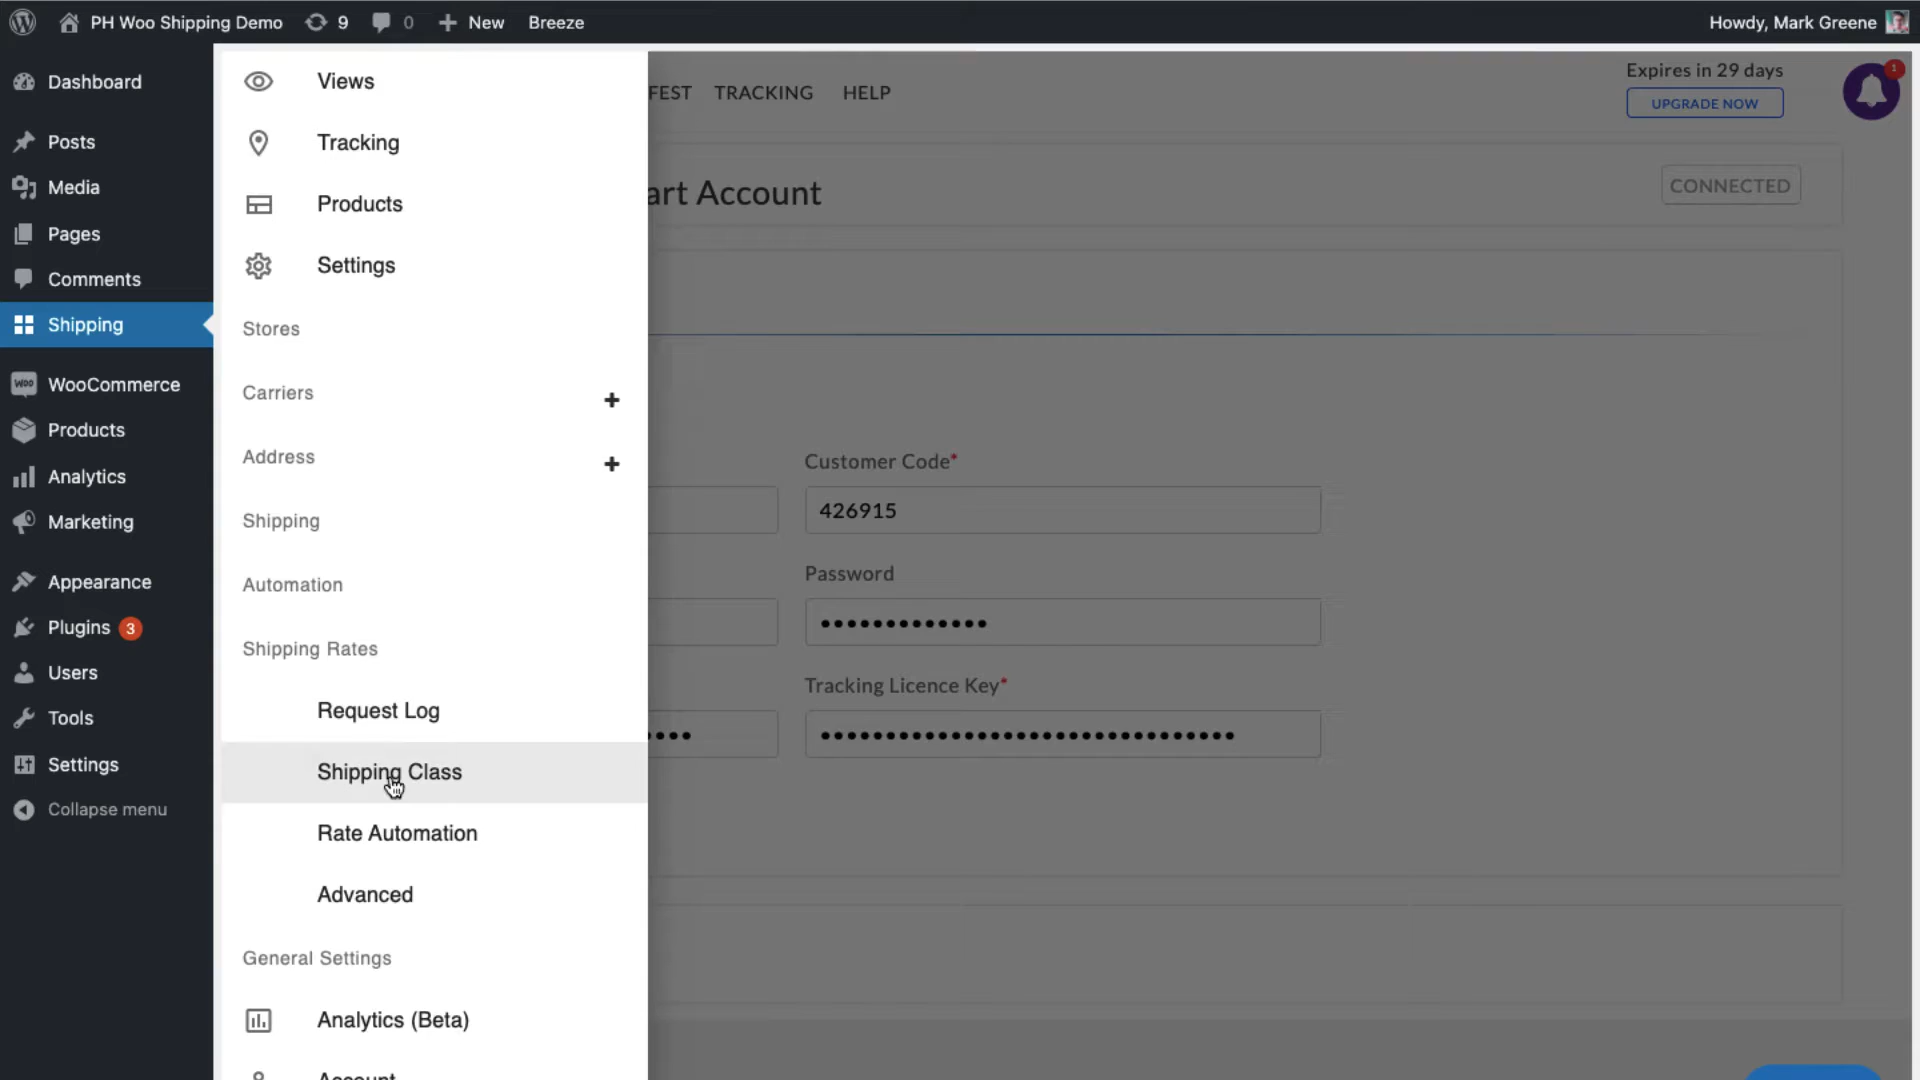 PH Woo Shipping Demo 9 0 New Breeze Howdy, Mark Greene
Dashboard
Posts
Media
Pages
Comments
Shipping
WOO WooCommerce
Products
Analytics
Marketing
Appearance
Plugins 3
Users
Tools
Settings
Collapse menu
Views
Tracking
Products
Settings
Stores
Carriers
Address
Shipping
Automation
Shipping Rates
Request Log
Shipping Class
Rate Automation
Advanced
General Settings
Analytics (Beta)
Account
FEST TRACKING HELP
Expires in 29 days
UPGRADE NOW
1
art Account
CONNECTED
Customer Code*
426915
Password
Tracking Licence Key*